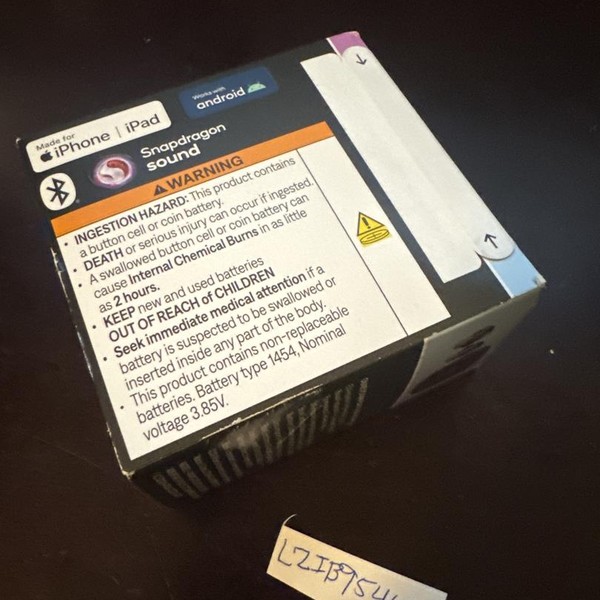 Made for
iPhone | iPad
Works with
android
Snapdragon
sound
WARNING
• INGESTION HAZARD: This product contains
a button cell or coin battery.
• DEATH or serious injury can occur if ingested.
• A swallowed button cell or coin battery can
cause Internal Chemical Burns in as little
as 2 hours.
• KEEP new and used batteries
OUT OF REACH of CHILDREN
• Seek immediate medical attention if a
battery is suspected to be swallowed or
inserted inside any part of the body.
• This product contains non-replaceable
batteries. Battery type 1454, Nominal
voltage 3.85V.